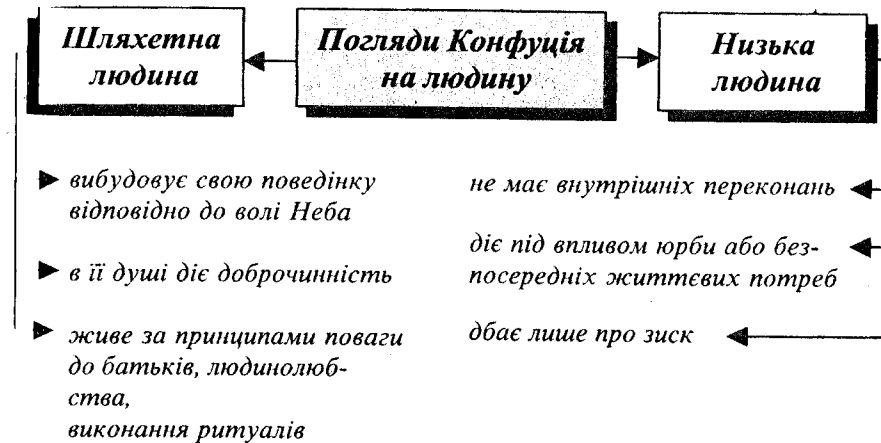 Шляхетна
людина
Погляди Конфуція
на людину
Низька
людина
вибудовує свою поведінку
відповідно до волі Неба
в її душі діє доброчинність
живе за принципами поваги
до батьків, людинолюб-
ства,
виконання ритуалів
не має внутрішніх переконань
діє під впливом юрби або без-
посередніх життєвих потреб
дбає лише про зиск